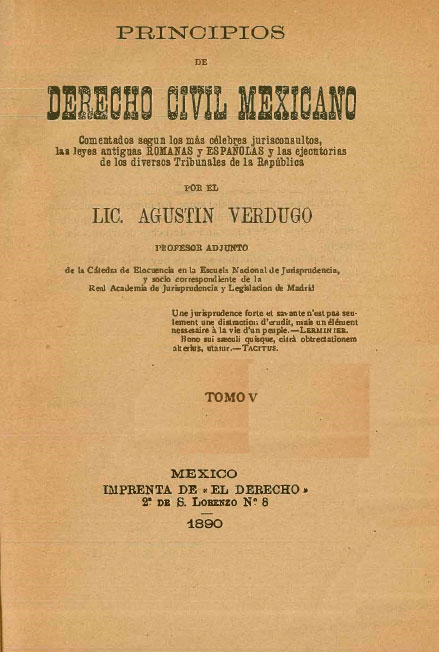 PRINCIPIOS
DE
DERECHO CIVIL MEXICANO
Comentados segun los más célebres jurisconsultos,
las leyes antiguas ROMANAS y ESPAÑOLAS y las ejecutorias
de los diversos Tribunales de la República
POR EL
LIC. AGUSTIN VERDUGO
PROFESOR ADJUNTO
de la Cátedra de Elocuencia en la Escuela Nacional de Jurisprudencia,
y socio correspondiente de la
Real Academia de Jurisprudencia y Legislacion de Madrid
Une jurisprudence forte et savante n'est pas seu-
lement une distraction d'erudit, mais un élément
nessesaire à la vie d'un peuple.—LERMINIER.
Bono sui sæculi quisque, citrà obtrectationem
alterius, utatur.—TACITUS.
TOMO V
MEXICO
IMPRENTA DE «EL DERECHO»
2ª DE S. LORENZO Nº 8
1890